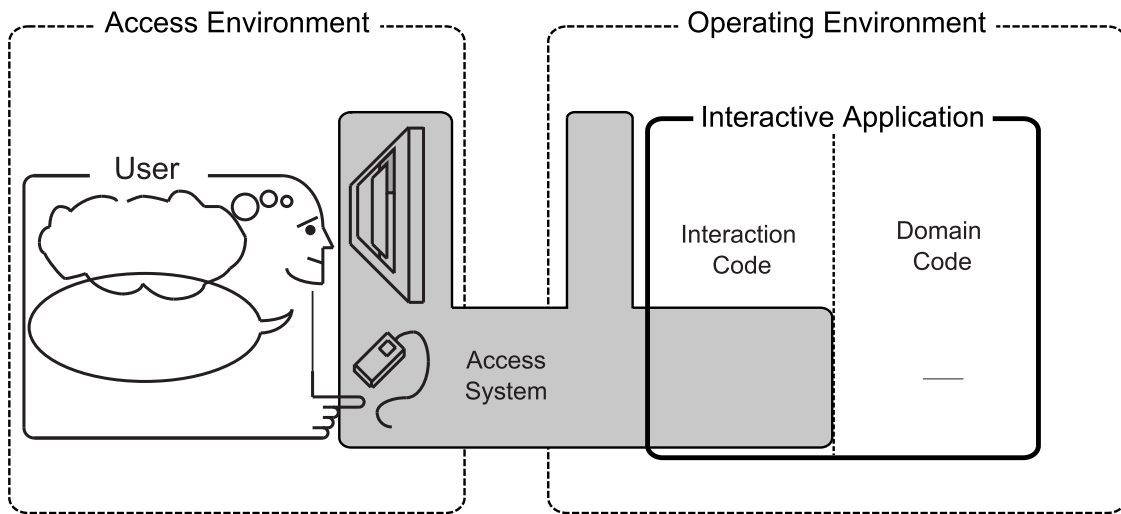 Access Environment
Operating Environment
Interactive Application
User
Interaction
Code
Domain
Code
Access
System